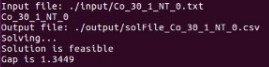 Input file: ./input/Co_30_1_NT_0.txt
Co_30_1_NT_0
Output file: ./output/solFile_Co_30_1_NT_0.csv
Solving...
Solution is feasible
Gap is 1.3449